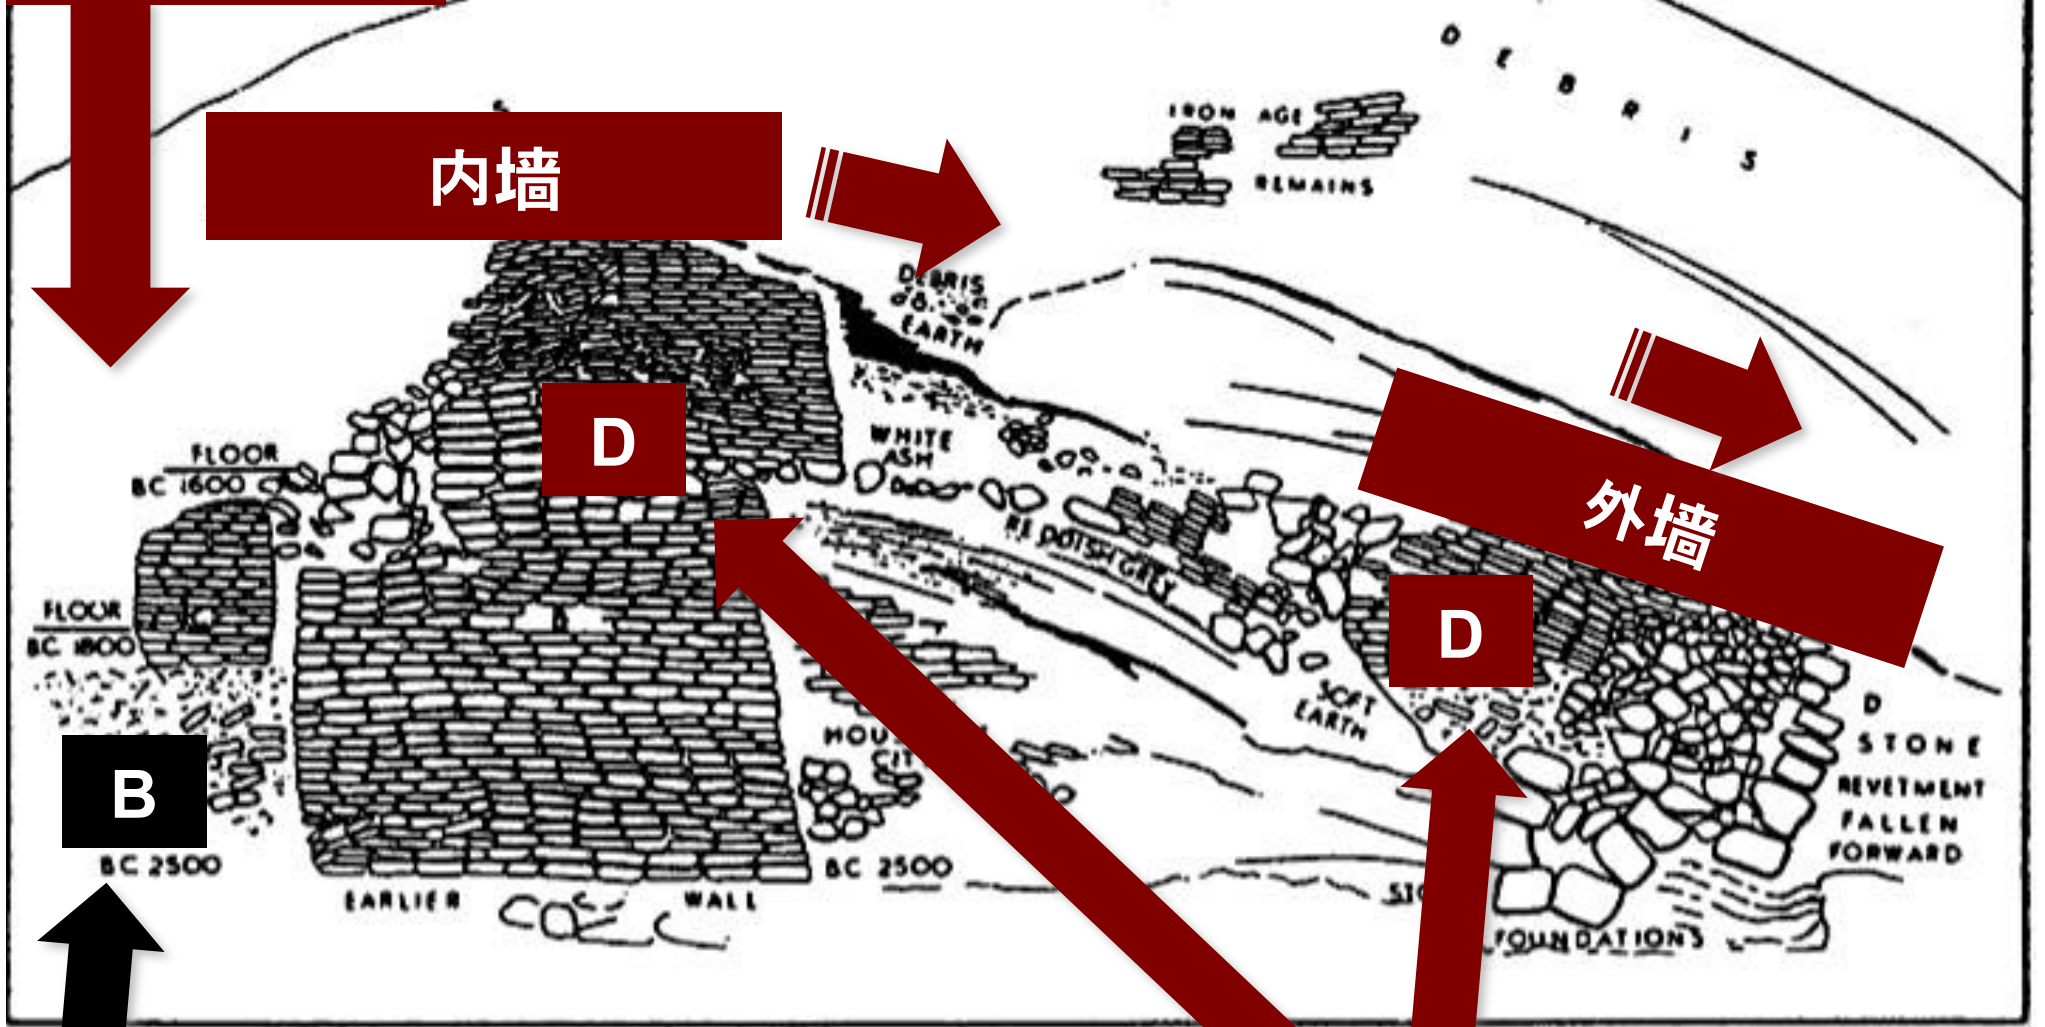 DEBRIS
IRON AGE
REMAINS
内墙
DEBRIS
&
EARTH
D
WHITE
ASH
FLOOR
BC 1600
外墙
REDDISH GREY
D
FLOOR
BC 1800
SOFT
EARTH
D
STONE
REVETMENT
FALLEN
FORWARD
B
BC 2500
BC 2500
EARLIER WALL
FOUNDATIONS